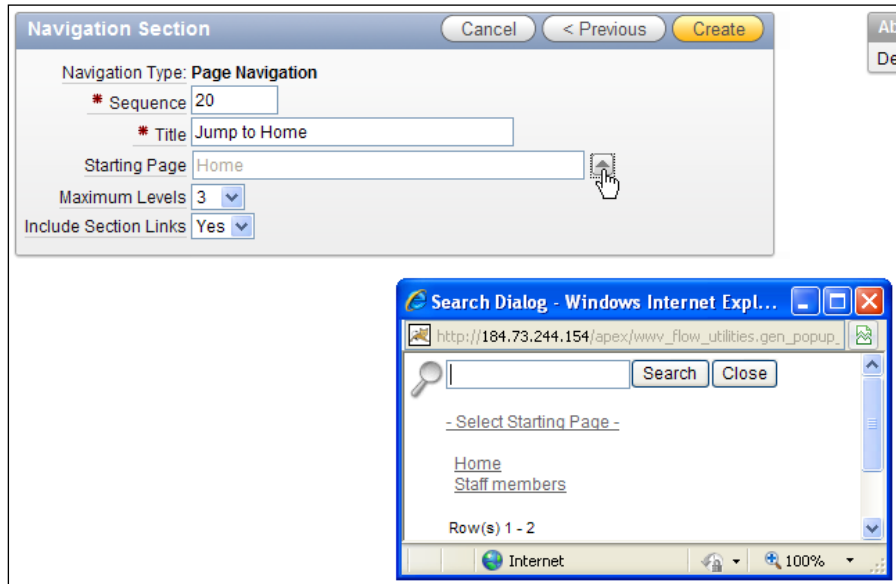 Navigation Section Cancel < Previous Create
Navigation Type: Page Navigation
* Sequence 20
* Title Jump to Home
Starting Page Home
Maximum Levels 3
Include Section Links Yes
Search Dialog - Windows Internet Expl...
http://184.73.244.154/apex/wwv_flow_utilities.gen_popup_
Search Close
- Select Starting Page -
Home
Staff members
Row(s) 1 - 2
Internet 100%